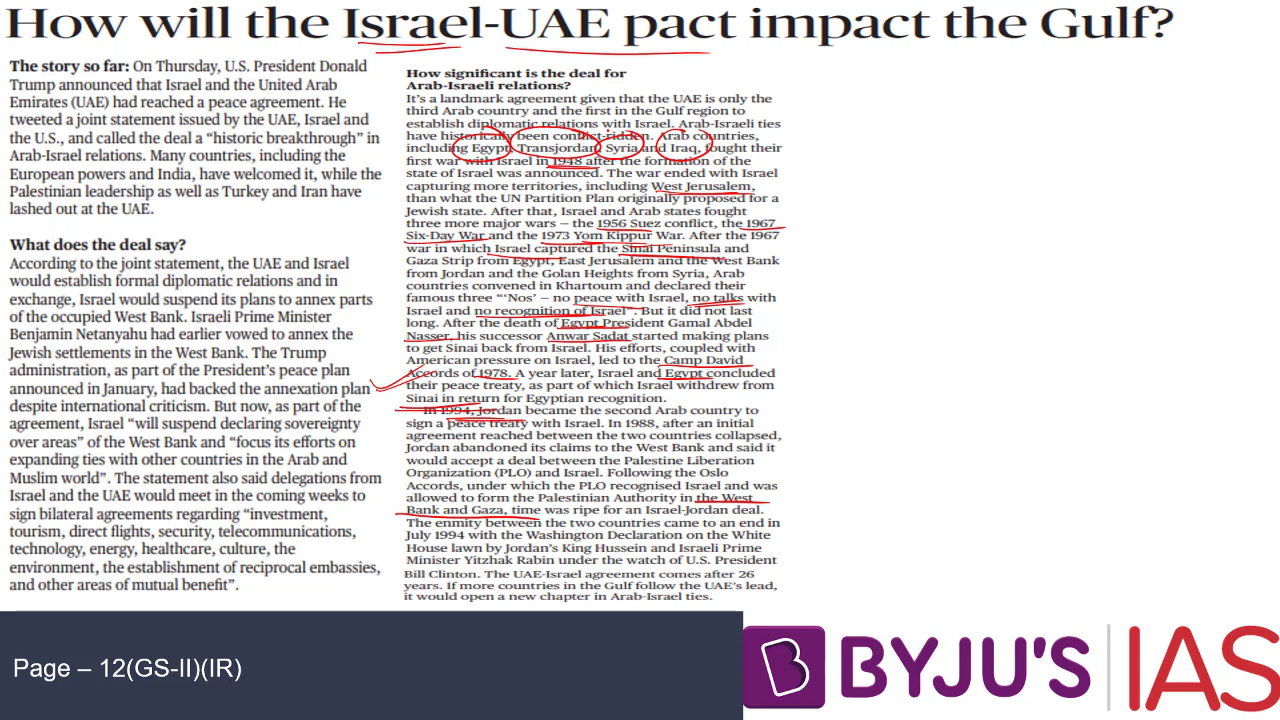 How will the Israel-UAE pact impact the Gulf?
The story so far: On Thursday, U.S. President Donald
Trump announced that Israel and the United Arab
Emirates (UAE) had reached a peace agreement. He
tweeted a joint statement issued by the UAE, Israel and
the U.S., and called the deal a “historic breakthrough” in
Arab-Israel relations. Many countries, including the
European powers and India, have welcomed it, while the
Palestinian leadership as well as Turkey and Iran have
lashed out at the UAE.
What does the deal say?
According to the joint statement, the UAE and Israel
would establish formal diplomatic relations and in
exchange, Israel would suspend its plans to annex parts
of the occupied West Bank. Israeli Prime Minister
Benjamin Netanyahu had earlier vowed to annex the
Jewish settlements in the West Bank. The Trump
administration, as part of the President’s peace plan
announced in January, had backed the annexation plan
despite international criticism. But now, as part of the
agreement, Israel “will suspend declaring sovereignty
over areas” of the West Bank and “focus its efforts on
expanding ties with other countries in the Arab and
Muslim world”. The statement also said delegations from
Israel and the UAE would meet in the coming weeks to
sign bilateral agreements regarding “investment,
tourism, direct flights, security, telecommunications,
technology, energy, healthcare, culture, the
environment, the establishment of reciprocal embassies,
and other areas of mutual benefit”.
How significant is the deal for
Arab-Israeli relations?
It’s a landmark agreement given that the UAE is only the
third Arab country and the first in the Gulf region to
establish diplomatic relations with Israel. Arab-Israeli ties
have historically been conflict-ridden. Arab countries,
including Egypt, Transjordan, Syria and Iraq, fought their
first war with Israel in 1948 after the formation of the
state of Israel was announced. The war ended with Israel
capturing more territories, including West Jerusalem,
than what the UN Partition Plan originally proposed for a
Jewish state. After that, Israel and Arab states fought
three more major wars – the 1956 Suez conflict, the 1967
Six-Day War and the 1973 Yom Kippur War. After the 1967
war in which Israel captured the Sinai Peninsula and
Gaza Strip from Egypt, East Jerusalem and the West Bank
from Jordan and the Golan Heights from Syria, Arab
countries convened in Khartoum and declared their
famous three “‘Nos’ – no peace with Israel, no talks with
Israel and no recognition of Israel”. But it did not last
long. After the death of Egypt President Gamal Abdel
Nasser, his successor Anwar Sadat started making plans
to get Sinai back from Israel. His efforts, coupled with
American pressure on Israel, led to the Camp David
Accords of 1978. A year later, Israel and Egypt concluded
their peace treaty, as part of which Israel withdrew from
Sinai in return for Egyptian recognition.
In 1994, Jordan became the second Arab country to
sign a peace treaty with Israel. In 1988, after an initial
agreement reached between the two countries collapsed,
Jordan abandoned its claims to the West Bank and said it
would accept a deal between the Palestine Liberation
Organization (PLO) and Israel. Following the Oslo
Accords, under which the PLO recognised Israel and was
allowed to form the Palestinian Authority in the West
Bank and Gaza, time was ripe for an Israel-Jordan deal.
The enmity between the two countries came to an end in
July 1994 with the Washington Declaration on the White
House lawn by Jordan’s King Hussein and Israeli Prime
Minister Yitzhak Rabin under the watch of U.S. President
Bill Clinton. The UAE-Israel agreement comes after 26
years. If more countries in the Gulf follow the UAE’s lead,
it would open a new chapter in Arab-Israel ties.
Page – 12(GS-II)(IR)
BYJU'S IAS